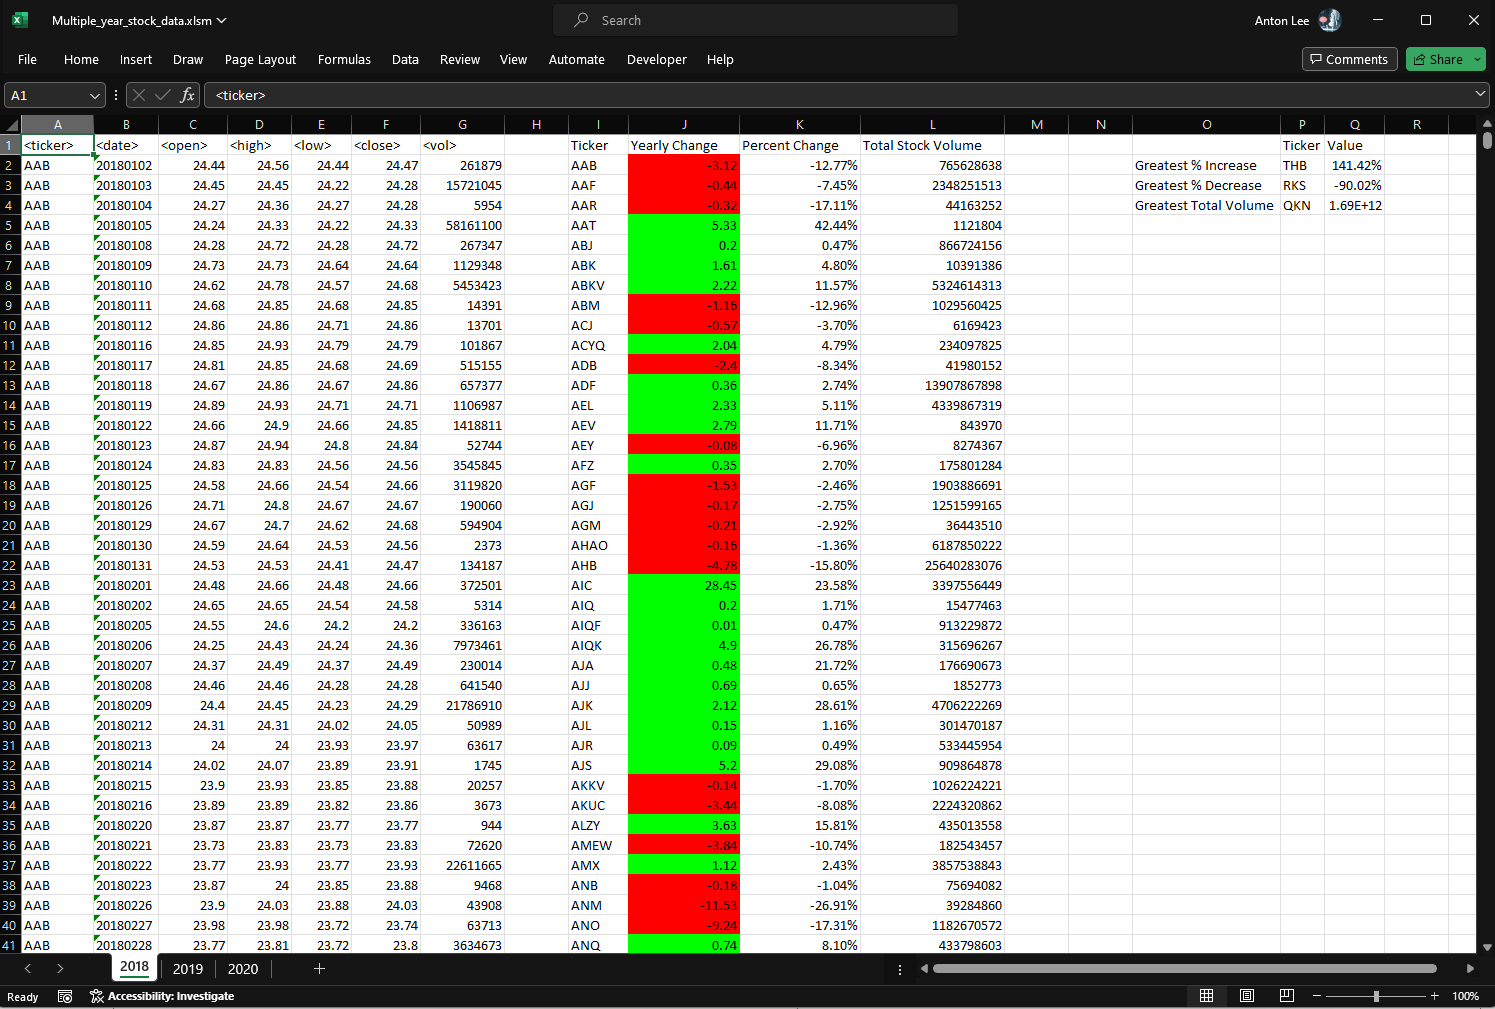 Multiple_year_stock_data.xlsm
Search
Anton Lee
File Home Insert Draw Page Layout Formulas Data Review View Automate Developer Help
Comments Share
A1 fx <ticker>
A B C D E F G H I J K L M N O P Q R
1 <ticker> <date> <open> <high> <low> <close> <vol> Ticker Yearly Change Percent Change Total Stock Volume Ticker Value
2 AAB 20180102 24.44 24.56 24.44 24.47 261879 AAB -3.12 -12.77% 765628638 Greatest % Increase THB 141.42%
3 AAB 20180103 24.45 24.45 24.22 24.28 15721045 AAF -0.44 -7.45% 2348251513 Greatest % Decrease RKS -90.02%
4 AAB 20180104 24.27 24.36 24.27 24.28 5954 AAR -0.32 -17.11% 44163252 Greatest Total Volume QKN 1.69E+12
5 AAB 20180105 24.24 24.33 24.22 24.33 58161100 AAT 5.33 42.44% 1121804
6 AAB 20180108 24.28 24.72 24.28 24.72 267347 ABJ 0.2 0.47% 866724156
7 AAB 20180109 24.73 24.73 24.64 24.64 1129348 ABK 1.61 4.80% 10391386
8 AAB 20180110 24.62 24.78 24.57 24.68 5453423 ABKV 2.22 11.57% 5324614313
9 AAB 20180111 24.68 24.85 24.68 24.85 14391 ABM -1.16 -12.96% 1029560425
10 AAB 20180112 24.86 24.86 24.71 24.86 13701 ACJ -0.57 -3.70% 6169423
11 AAB 20180116 24.85 24.93 24.79 24.79 101867 ACYQ 2.04 4.79% 234097825
12 AAB 20180117 24.81 24.85 24.68 24.69 515155 ADB -2.4 -8.34% 41980152
13 AAB 20180118 24.67 24.86 24.67 24.86 657377 ADF 0.36 2.74% 13907867898
14 AAB 20180119 24.89 24.93 24.71 24.71 1106987 AEL 2.33 5.11% 4339867319
15 AAB 20180122 24.66 24.9 24.66 24.85 1418811 AEV 2.79 11.71% 843970
16 AAB 20180123 24.87 24.94 24.8 24.84 52744 AEY -0.08 -6.96% 8274367
17 AAB 20180124 24.83 24.83 24.56 24.56 3545845 AFZ 0.35 2.70% 175801284
18 AAB 20180125 24.58 24.66 24.54 24.66 3119820 AGF -1.53 -2.46% 1903886691
19 AAB 20180126 24.71 24.8 24.67 24.67 190060 AGJ -0.17 -2.75% 1251599165
20 AAB 20180129 24.67 24.7 24.62 24.68 594904 AGM -0.21 -2.92% 36443510
21 AAB 20180130 24.59 24.64 24.53 24.56 2373 AHAO -0.16 -1.36% 6187850222
22 AAB 20180131 24.53 24.53 24.41 24.47 134187 AHB -4.78 -15.80% 25640283076
23 AAB 20180201 24.48 24.66 24.48 24.66 372501 AIC 28.45 23.58% 3397556449
24 AAB 20180202 24.65 24.65 24.54 24.58 5314 AIQ 0.2 1.71% 15477463
25 AAB 20180205 24.55 24.6 24.2 24.2 336163 AIQF 0.01 0.47% 913229872
26 AAB 20180206 24.25 24.43 24.24 24.36 7973461 AIQK 4.9 26.78% 315696267
27 AAB 20180207 24.37 24.49 24.37 24.49 230014 AJA 0.48 21.72% 176690673
28 AAB 20180208 24.46 24.46 24.28 24.28 641540 AJJ 0.69 0.65% 1852773
29 AAB 20180209 24.4 24.45 24.23 24.29 21786910 AJK 2.12 28.61% 4706222269
30 AAB 20180212 24.31 24.31 24.02 24.05 50989 AJL 0.15 1.16% 301470187
31 AAB 20180213 24 24 23.93 23.97 63617 AJR 0.09 0.49% 533445954
32 AAB 20180214 24.02 24.07 23.89 23.91 1745 AJS 5.2 29.08% 909864878
33 AAB 20180215 23.9 23.93 23.85 23.88 20257 AKKV -0.14 -1.70% 1026224221
34 AAB 20180216 23.89 23.89 23.82 23.86 3673 AKUC -3.44 -8.08% 2224320862
35 AAB 20180220 23.87 23.87 23.77 23.77 944 ALZY 3.63 15.81% 435013558
36 AAB 20180221 23.73 23.83 23.73 23.83 72620 AMEW -3.84 -10.74% 182543457
37 AAB 20180222 23.77 23.93 23.77 23.93 22611665 AMX 1.12 2.43% 3857538843
38 AAB 20180223 23.87 24 23.85 23.88 9468 ANB -0.18 -1.04% 75694082
39 AAB 20180226 23.9 24.03 23.88 24.03 43908 ANM -11.53 -26.91% 39284860
40 AAB 20180227 23.98 23.98 23.72 23.74 63713 ANO -9.24 -17.31% 1182670572
41 AAB 20180228 23.77 23.81 23.72 23.8 3634673 ANQ 0.74 8.10% 433798603
2018 2019 2020
Ready Accessibility: Investigate 100%